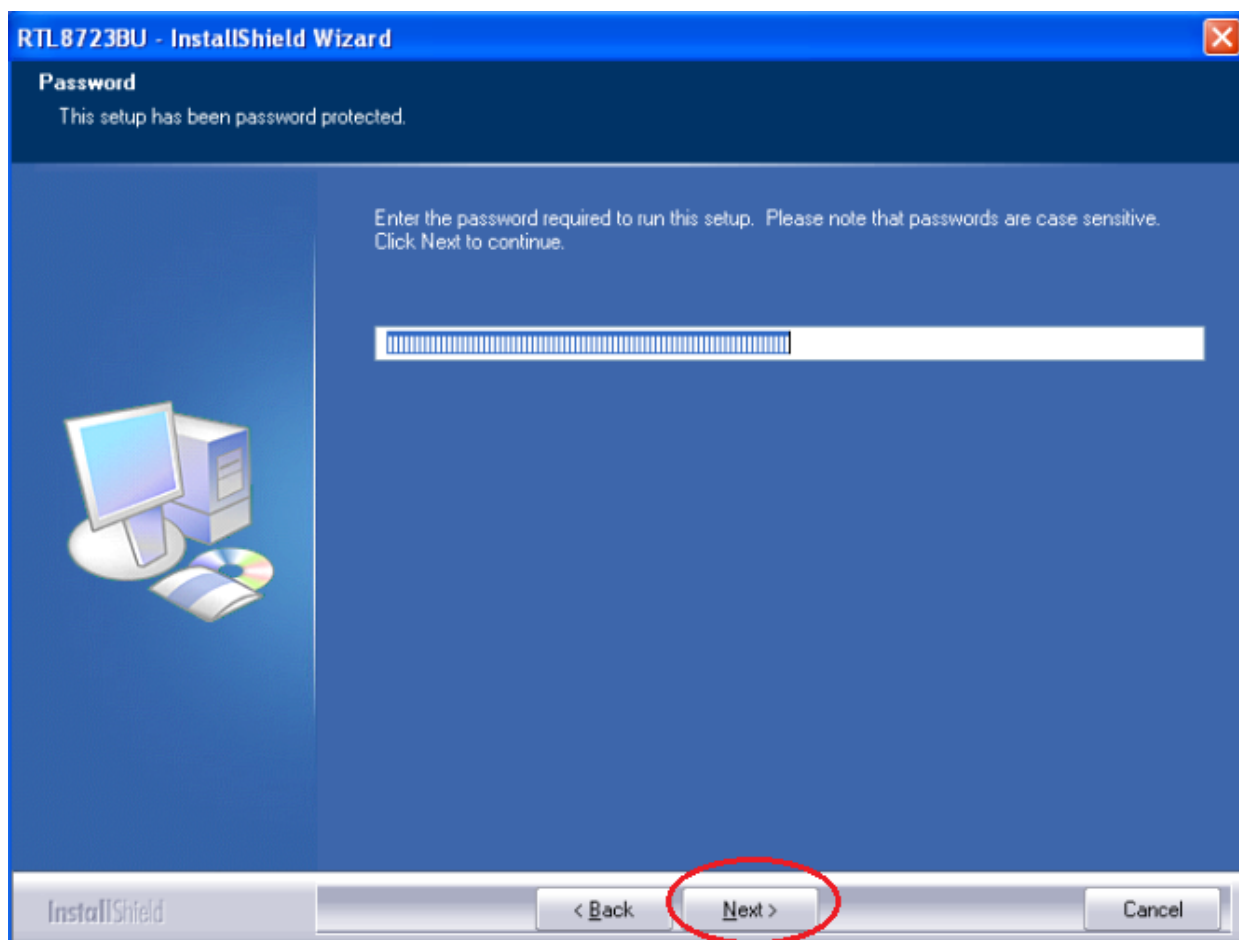 RTL8723BU - InstallShield Wizard
Password
This setup has been password protected.
Enter the password required to run this setup. Please note that passwords are case sensitive.
Click Next to continue.
InstallShield
< Back
Next >
Cancel